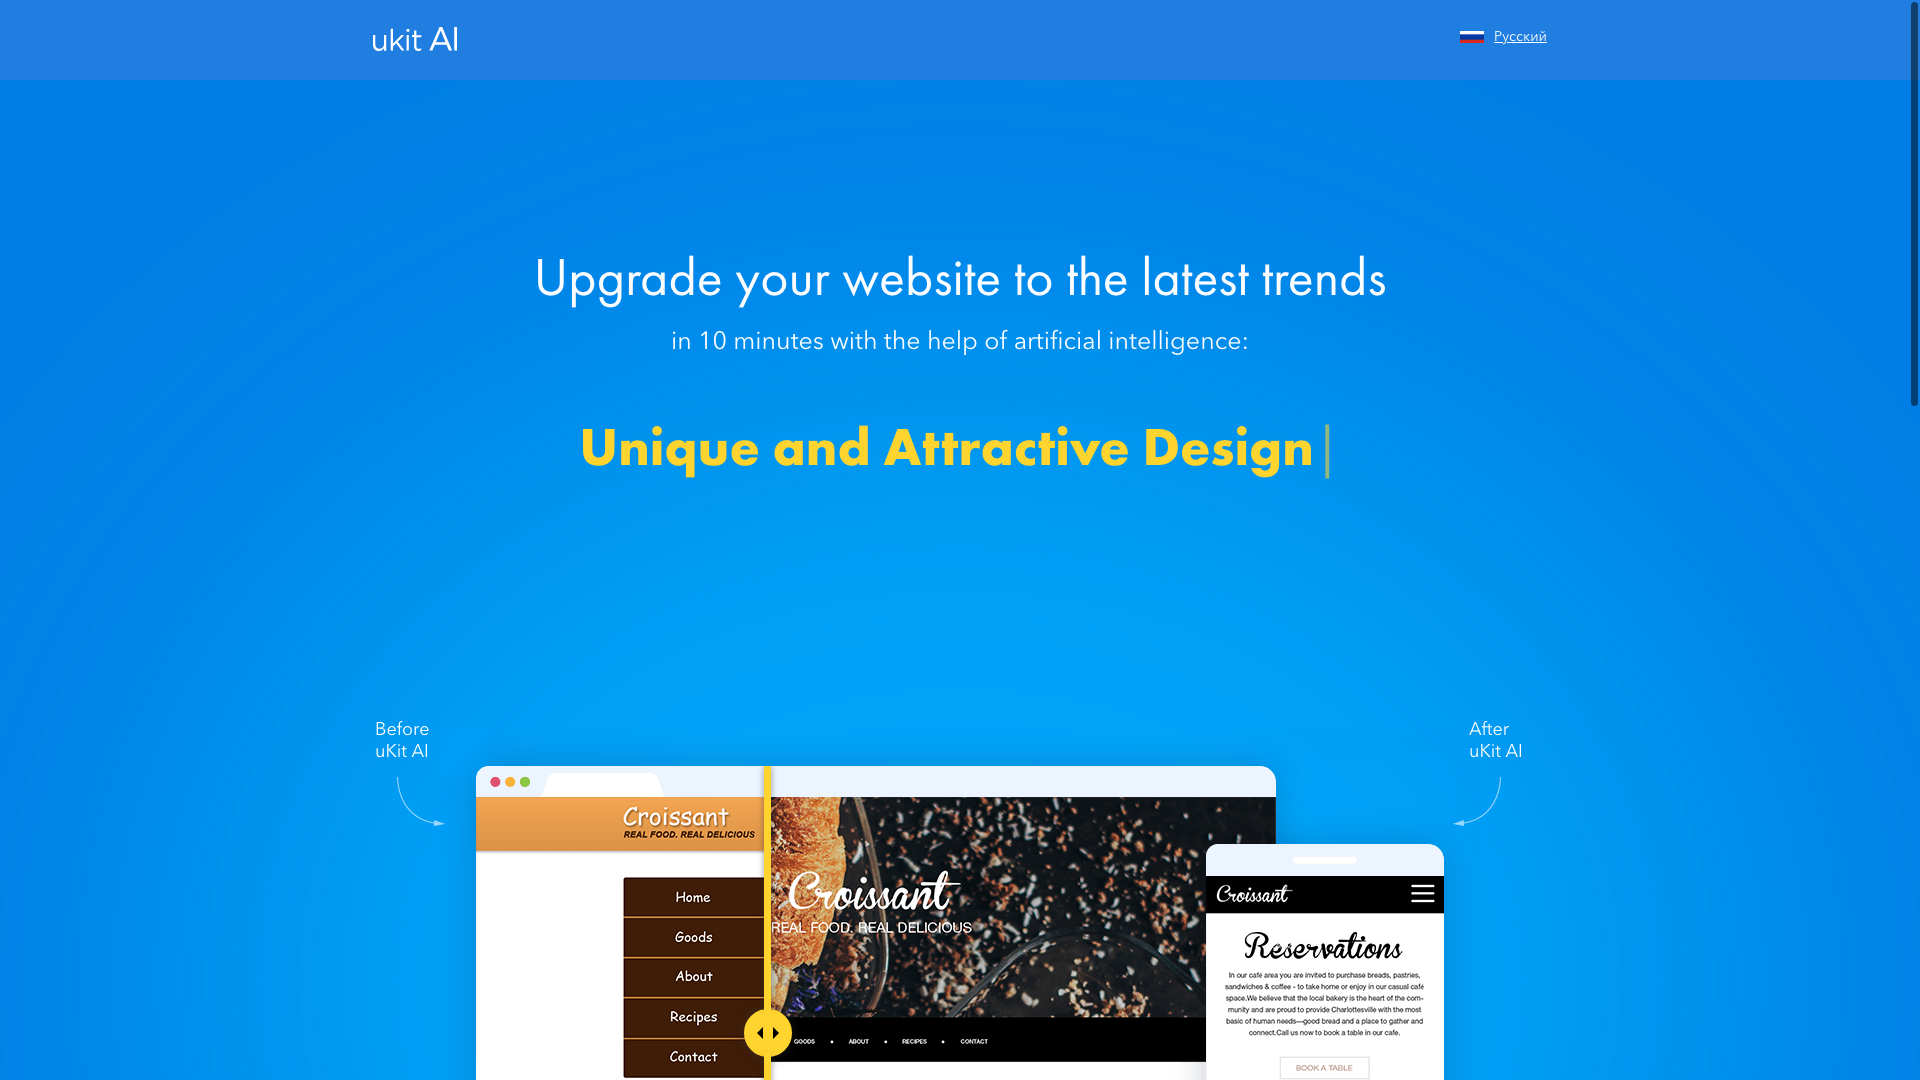 ukit AI
Русский
Upgrade your website to the latest trends
in 10 minutes with the help of artificial intelligence:
Unique and Attractive Design
Before
uKit AI
After
uKit AI
Croissant
REAL FOOD. REAL DELICIOUS
Home
Goods
About
Recipes
Contact
Croissant
REAL FOOD. REAL DELICIOUS
GOODS • ABOUT • RECIPES • CONTACT
Croissant
Reservations
In our café area you are invited to purchase breads, pastries,
sandwiches & coffee - to take home or enjoy in our casual café
space.We believe that the local bakery is the heart of the com-
munity and are proud to provide Charlottesville with the most
basic of human needs—good bread and a place to gather and
connect.Call us now to book a table in our cafe.
BOOK A TABLE